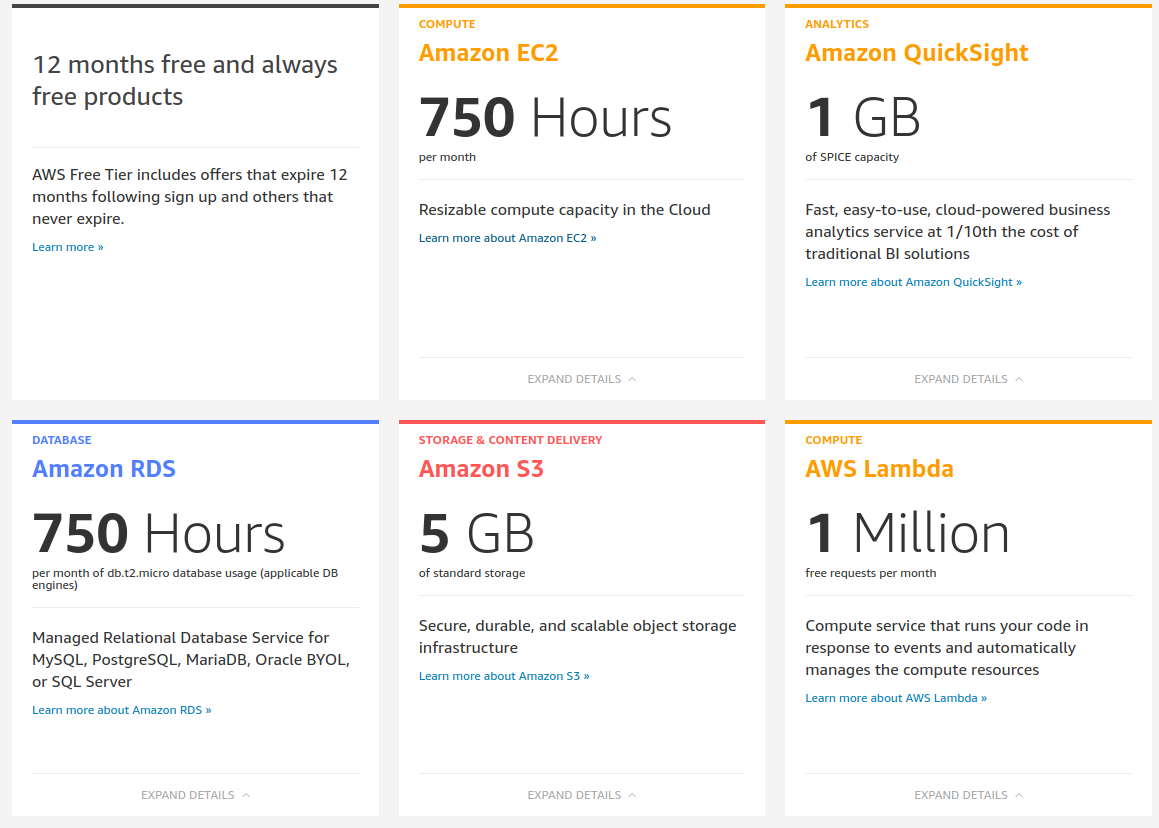 12 months free and always
free products
AWS Free Tier includes offers that expire 12
months following sign up and others that
never expire.
Learn more »
COMPUTE
Amazon EC2
750 Hours
per month
Resizable compute capacity in the Cloud
Learn more about Amazon EC2 »
EXPAND DETAILS
ANALYTICS
Amazon QuickSight
1 GB
of SPICE capacity
Fast, easy-to-use, cloud-powered business
analytics service at 1/10th the cost of
traditional BI solutions
Learn more about Amazon QuickSight »
EXPAND DETAILS
DATABASE
Amazon RDS
750 Hours
per month of db.t2.micro database usage (applicable DB
engines)
Managed Relational Database Service for
MySQL, PostgreSQL, MariaDB, Oracle BYOL,
or SQL Server
Learn more about Amazon RDS »
EXPAND DETAILS
STORAGE & CONTENT DELIVERY
Amazon S3
5 GB
of standard storage
Secure, durable, and scalable object storage
infrastructure
Learn more about Amazon S3 »
EXPAND DETAILS
COMPUTE
AWS Lambda
1 Million
free requests per month
Compute service that runs your code in
response to events and automatically
manages the compute resources
Learn more about AWS Lambda »
EXPAND DETAILS